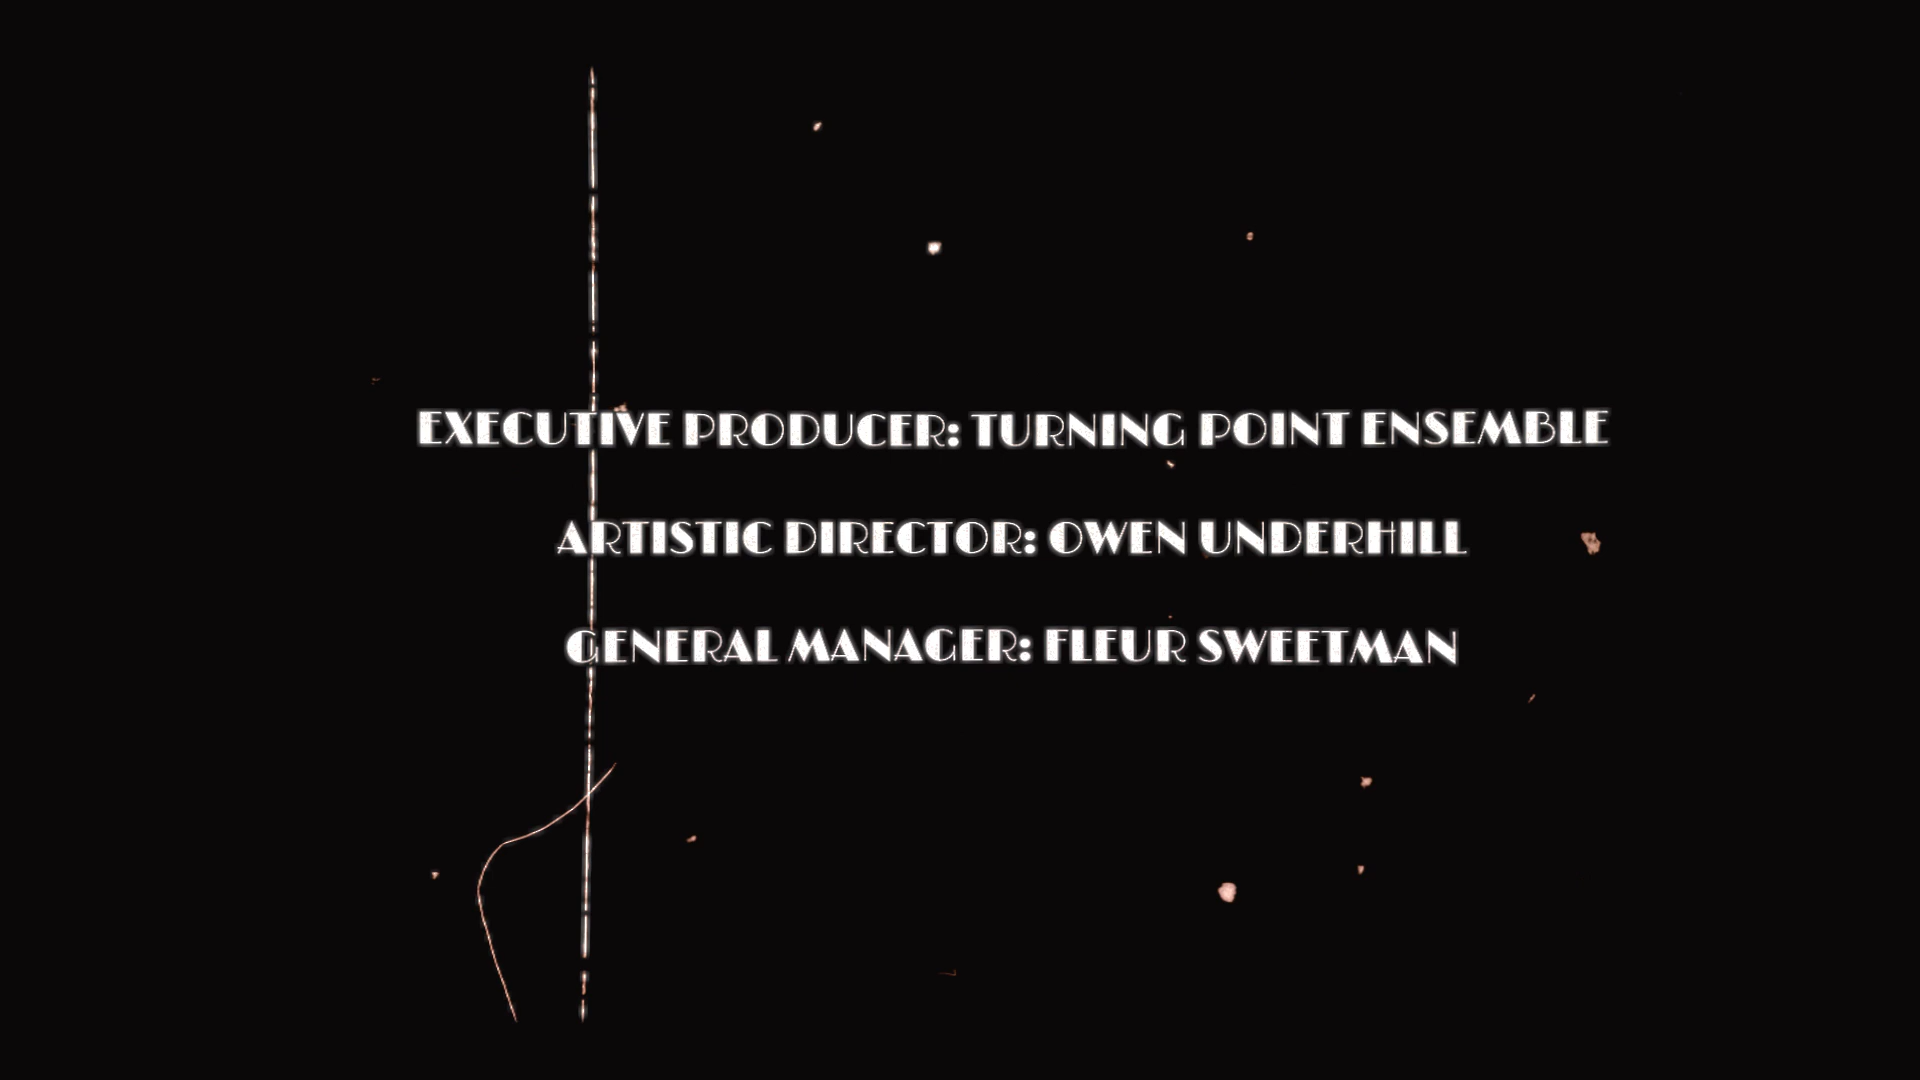 EXECUTIVE PRODUCER: TURNING POINT ENSEMBLE
ARTISTIC DIRECTOR: OWEN UNDERHILL
GENERAL MANAGER: FLEUR SWEETMAN